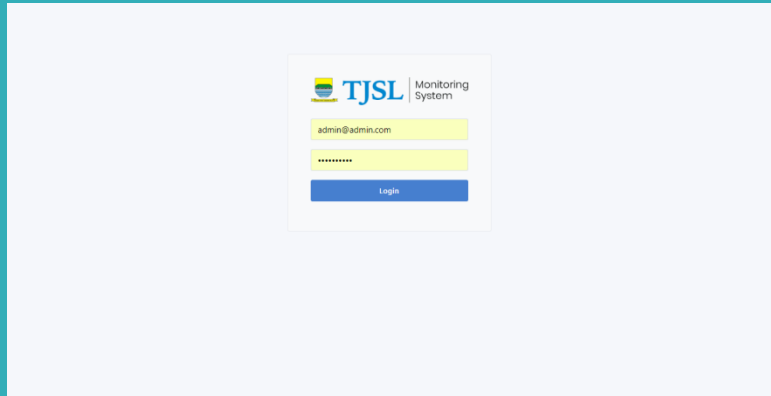 TJSL Monitoring System
admin@admin.com
••••••••••
Login